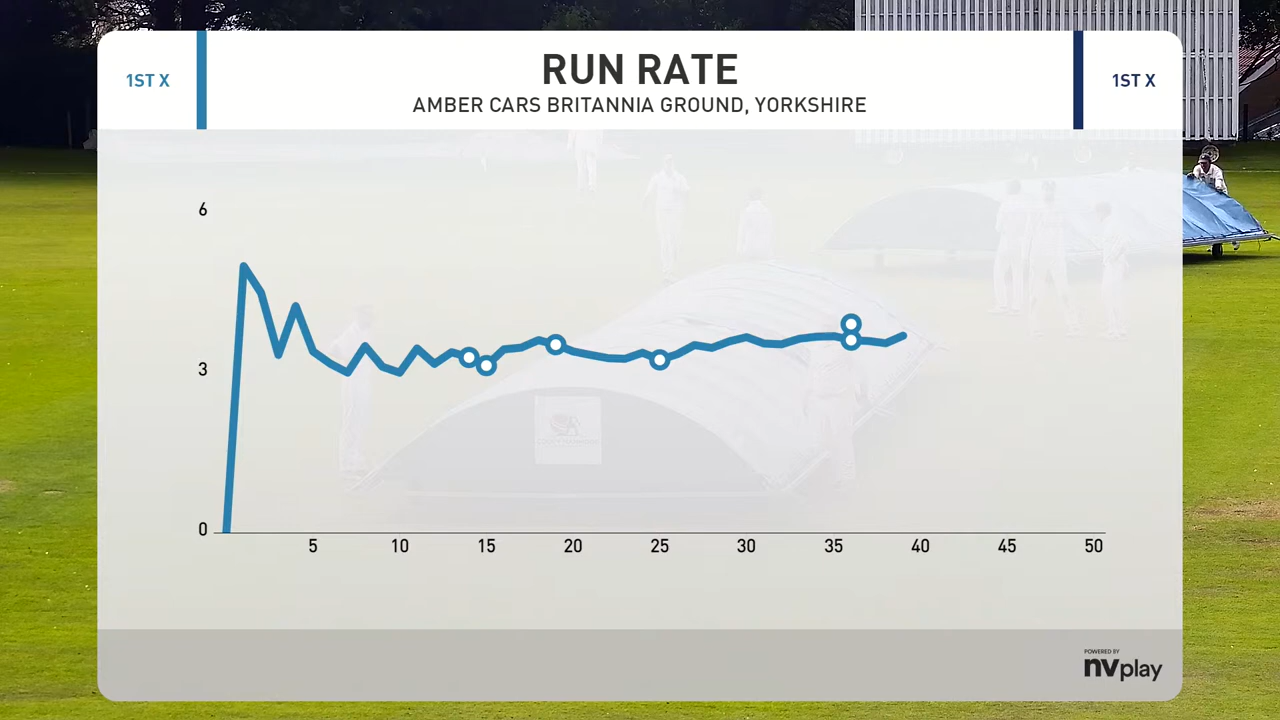 1ST X
RUN RATE
AMBER CARS BRITANNIA GROUND, YORKSHIRE
1ST X
6
3
0
5 10 15 20 25 30 35 40 45 50
POWERED BY
nvplay